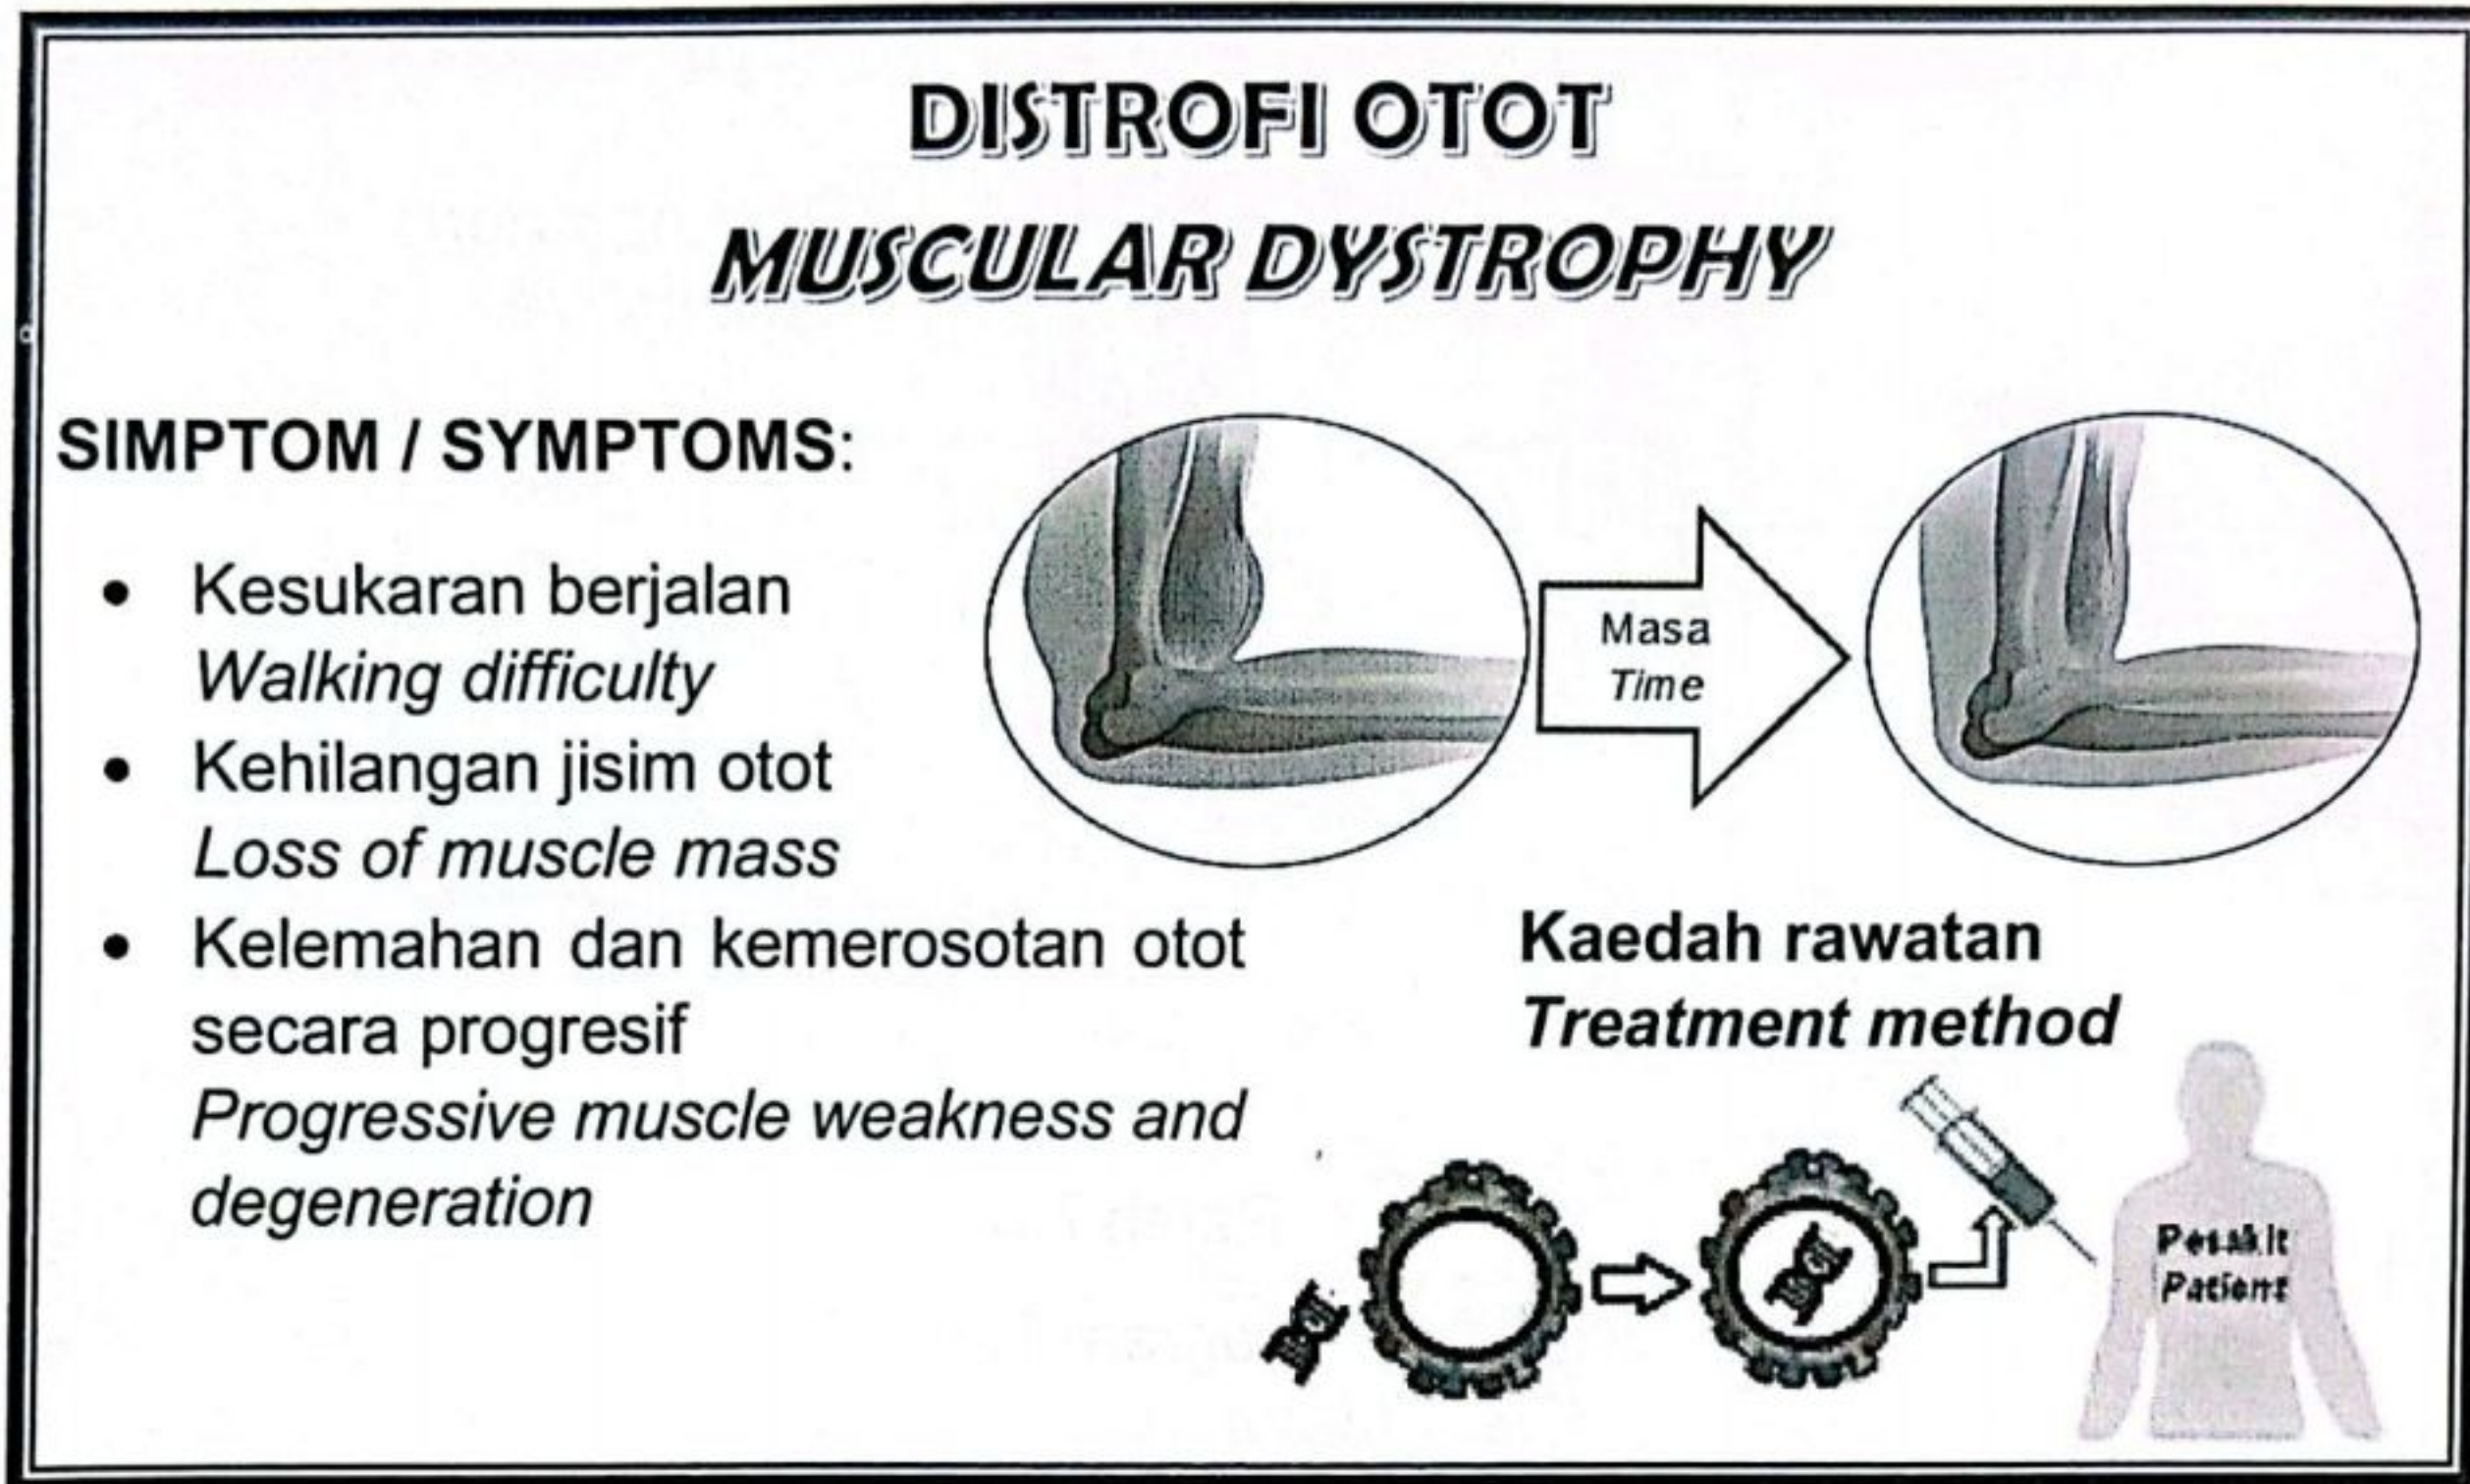 DISTROFI OTOT
MUSCULAR DYSTROPHY
SIMPTOM / SYMPTOMS:
• Kesukaran berjalan
Walking difficulty
• Kehilangan jisim otot
Loss of muscle mass
• Kelemahan dan kemerosotan otot
secara progresif
Progressive muscle weakness and
degeneration
Masa
Time
Kaedah rawatan
Treatment method
Pesakit
Patient